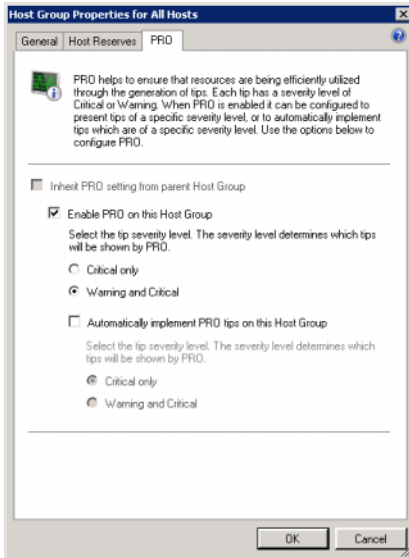 Host Group Properties for All Hosts
General Host Reserves PRO
PRO helps to ensure that resources are being efficiently utilized
through the generation of tips. Each tip has a severity level of
Critical or Warning. When PRO is enabled it can be configured to
present tips of a specific severity level, or to automatically implement
tips which are of a specific severity level. Use the options below to
configure PRO.
Inherit PRO setting from parent Host Group
Enable PRO on this Host Group
Select the tip severity level. The severity level determines which tips
will be shown by PRO.
Critical only
Warning and Critical
Automatically implement PRO tips on this Host Group
Select the tip severity level. The severity level determines which
tips will be shown by PRO.
Critical only
Warning and Critical
OK Cancel